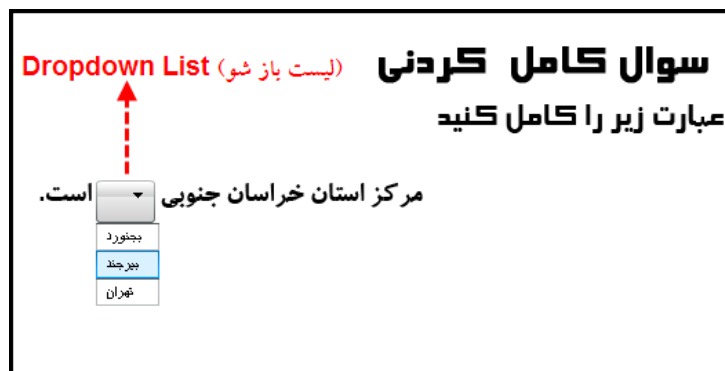 سوال کامل کردنی (لیست باز شو) Dropdown List
عبارت زیر را کامل کنید
مرکز استان خراسان جنوبی است.
بجنورد
بیرجند
تهران